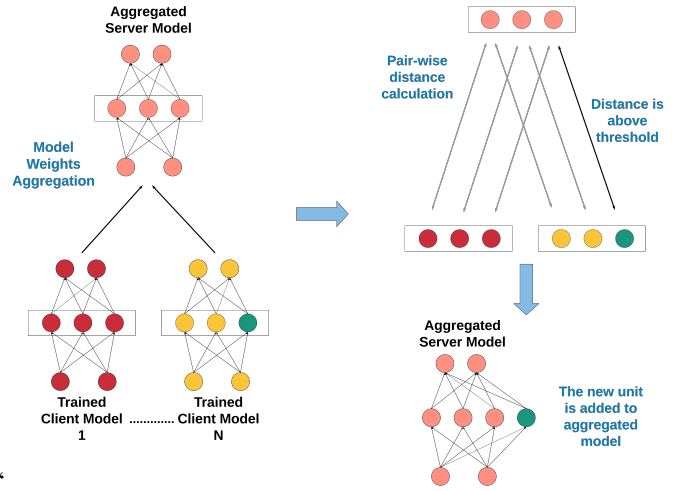 Aggregated
Server Model
Model
Weights
Aggregation
Trained
Client Model
1
.............
Trained
Client Model
N
Pair-wise
distance
calculation
Distance is
above
threshold
Aggregated
Server Model
The new unit
is added to
aggregated
model